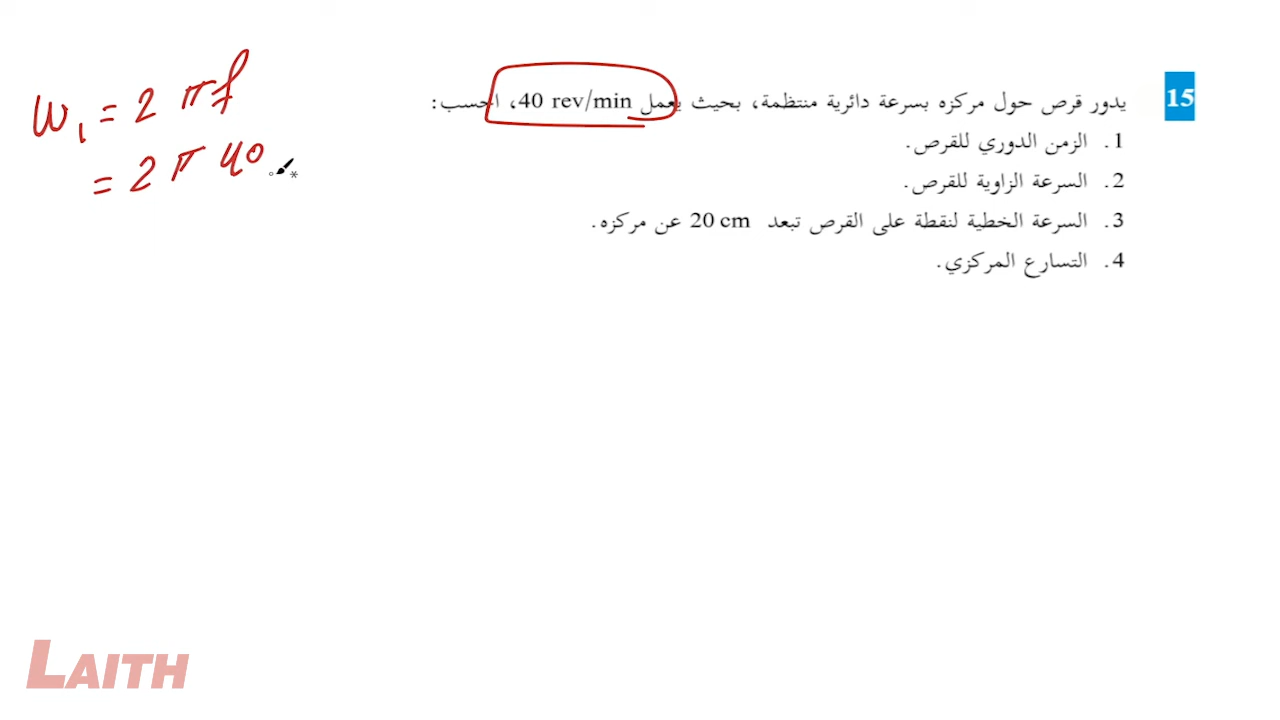 15 يدور قرص حول مركزه بسرعة دائرية منتظمة، بحيث يعمل 40 rev/min، احسب:
1. الزمن الدوري للقرص.
2. السرعة الزاوية للقرص.
3. السرعة الخطية لنقطة على القرص تبعد 20 cm عن مركزه.
4. التسارع المركزي.
w₁ = 2 π f
= 2 π 40
LAITH